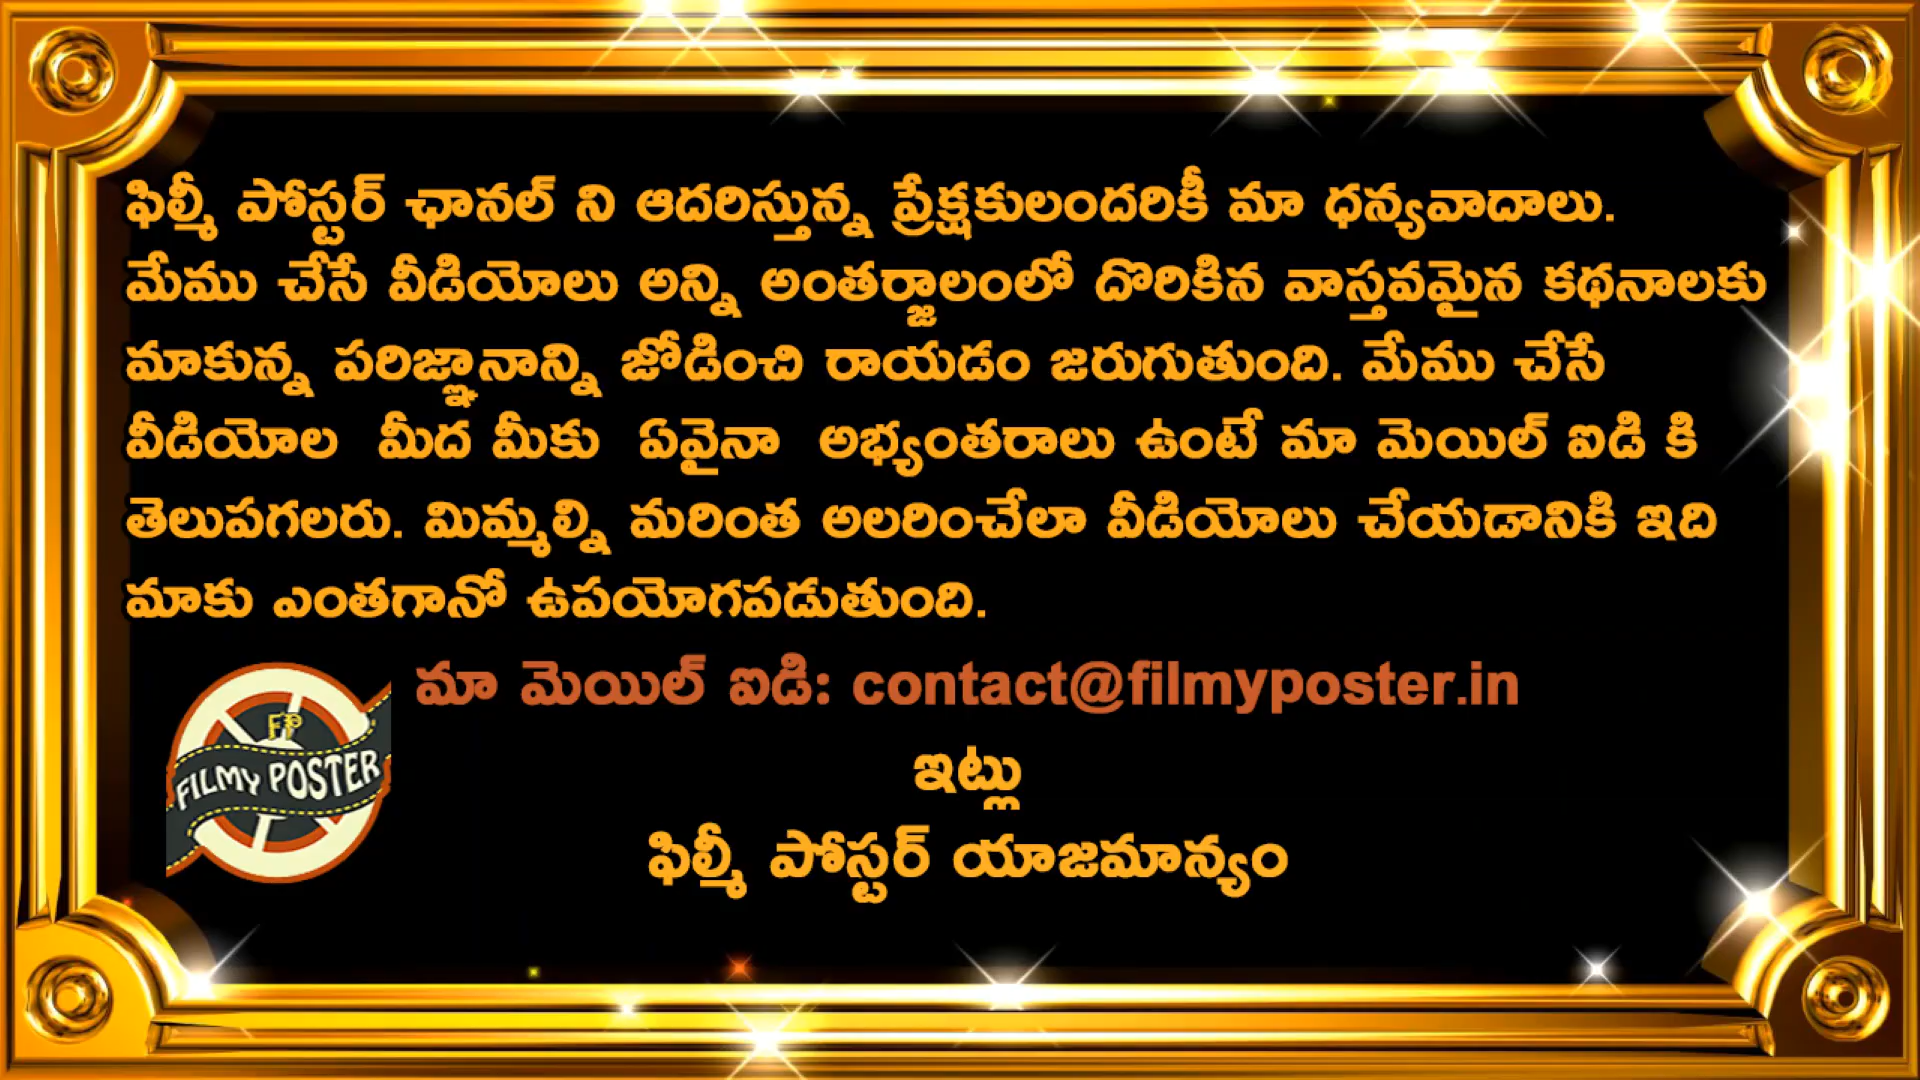 ఫిల్మీ పోస్టర్ ఛానల్ ని ఆదరిస్తున్న ప్రేక్షకులందరికీ మా ధన్యవాదాలు.
మేము చేసే వీడియోలు అన్ని అంతర్జాలంలో దొరికిన వాస్తవమైన కథనాలకు
మాకున్న పరిజ్ఞానాన్ని జోడించి రాయడం జరుగుతుంది. మేము చేసే
వీడియోల మీద మీకు ఏవైనా అభ్యంతరాలు ఉంటే మా మెయిల్ ఐడి కి
తెలుపగలరు. మిమ్మల్ని మరింత అలరించేలా వీడియోలు చేయడానికి ఇది
మాకు ఎంతగానో ఉపయోగపడుతుంది.
మా మెయిల్ ఐడి: contact@filmyposter.in
FP
FILMY POSTER
ఇట్లు
ఫిల్మీ పోస్టర్ యాజమాన్యం